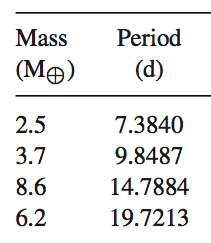 Mass Period
(M⊕) (d)
2.5 7.3840
3.7 9.8487
8.6 14.7884
6.2 19.7213